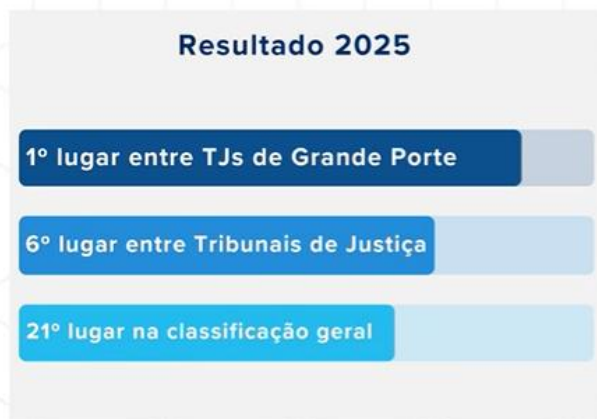 Resultado 2025
1º lugar entre TJs de Grande Porte
6º lugar entre Tribunais de Justiça
21º lugar na classificação geral